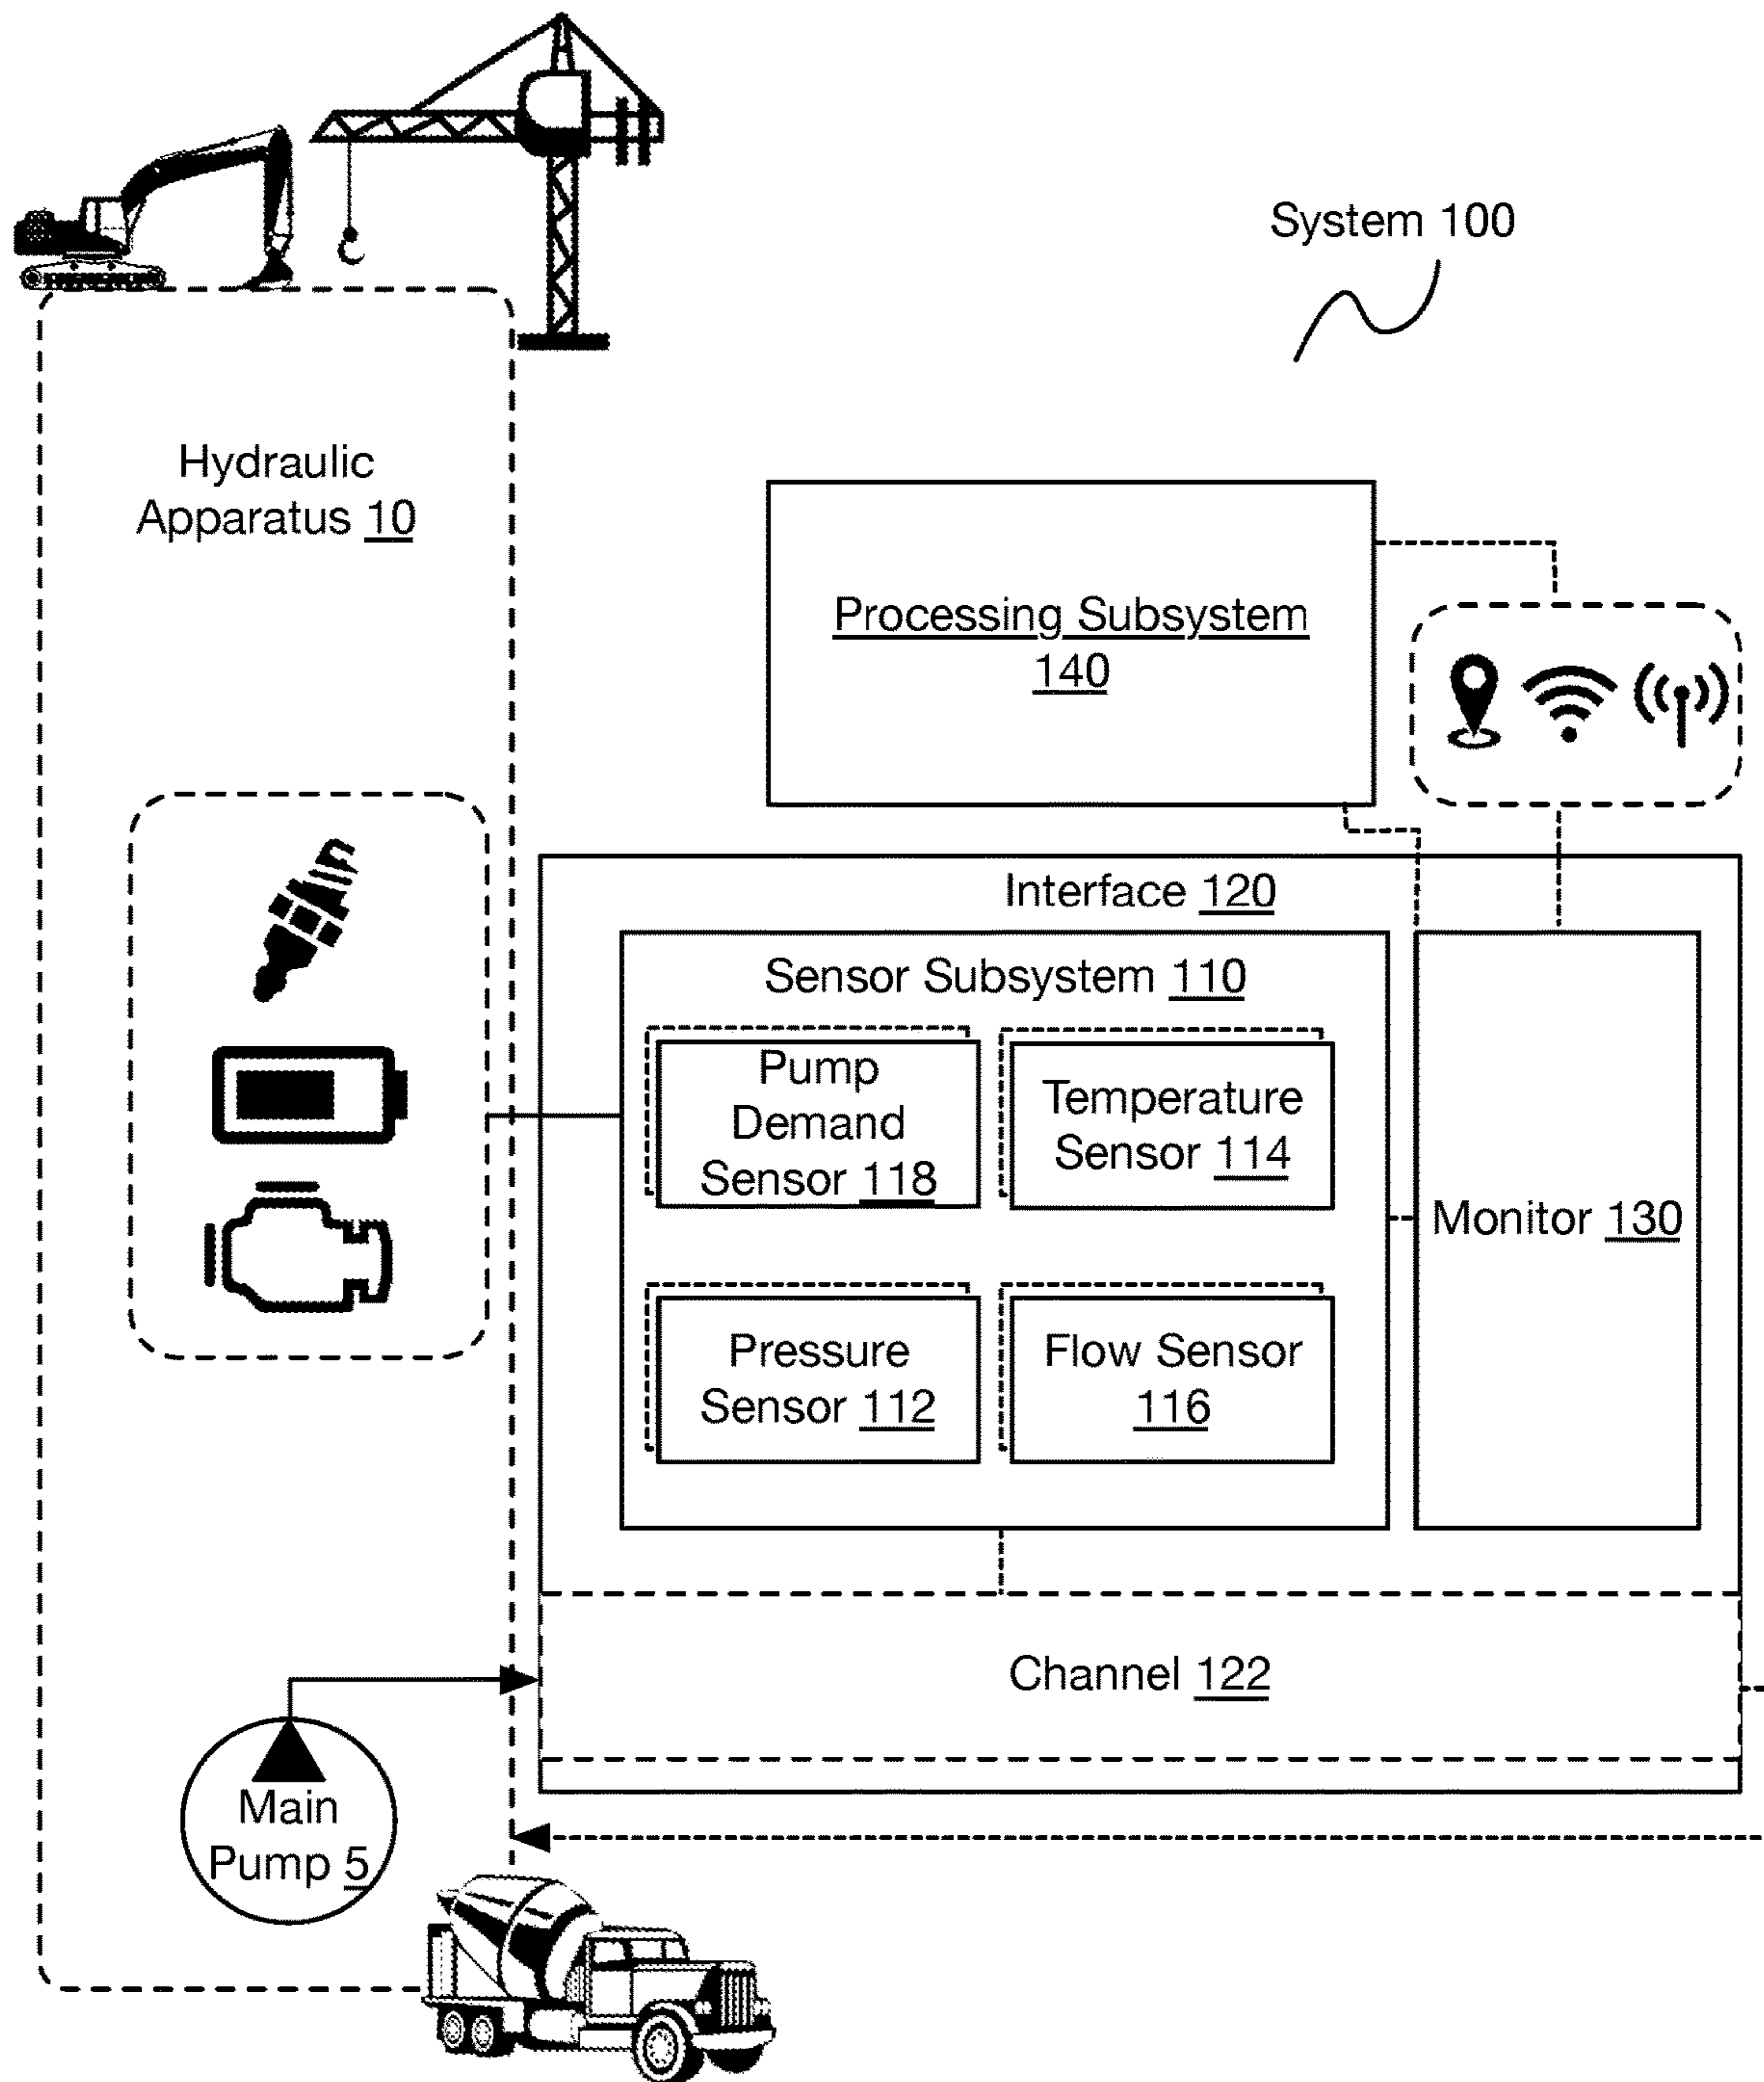 System 100
Hydraulic
Apparatus 10
Processing Subsystem
140
Interface 120
Sensor Subsystem 110
Pump
Demand
Sensor 118
Temperature
Sensor 114
Monitor 130
Pressure
Sensor 112
Flow Sensor
116
Channel 122
Main
Pump 5